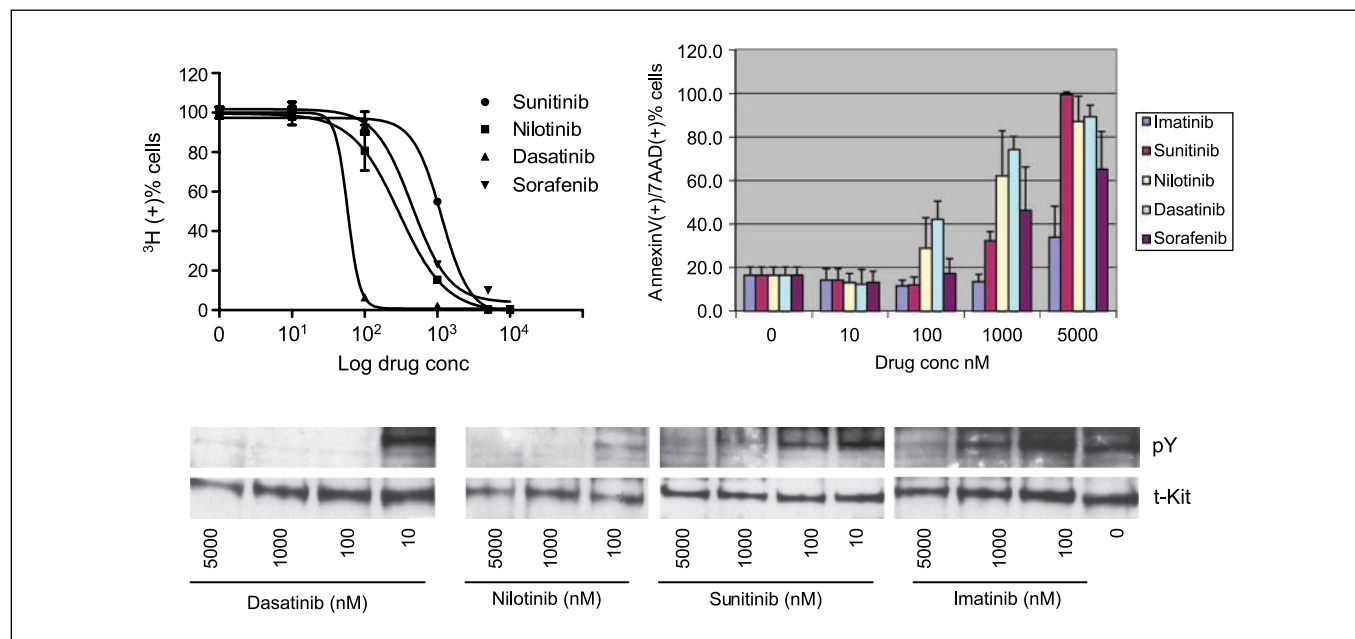 120
100
80
60
40
20
0
³H (+)% cells
0 10¹ 10² 10³ 10⁴
Log drug conc
Sunitinib
Nilotinib
Dasatinib
Sorafenib
120.0
100.0
80.0
60.0
40.0
20.0
0.0
AnnexinV(+)/7AAD(+)% cells
0 10 100 1000 5000
Drug conc nM
Imatinib
Sunitinib
Nilotinib
Dasatinib
Sorafenib
pY
t-Kit
5000 1000 100 10 5000 1000 100 5000 1000 100 10 5000 1000 100 0
Dasatinib (nM) Nilotinib (nM) Sunitinib (nM) Imatinib (nM)